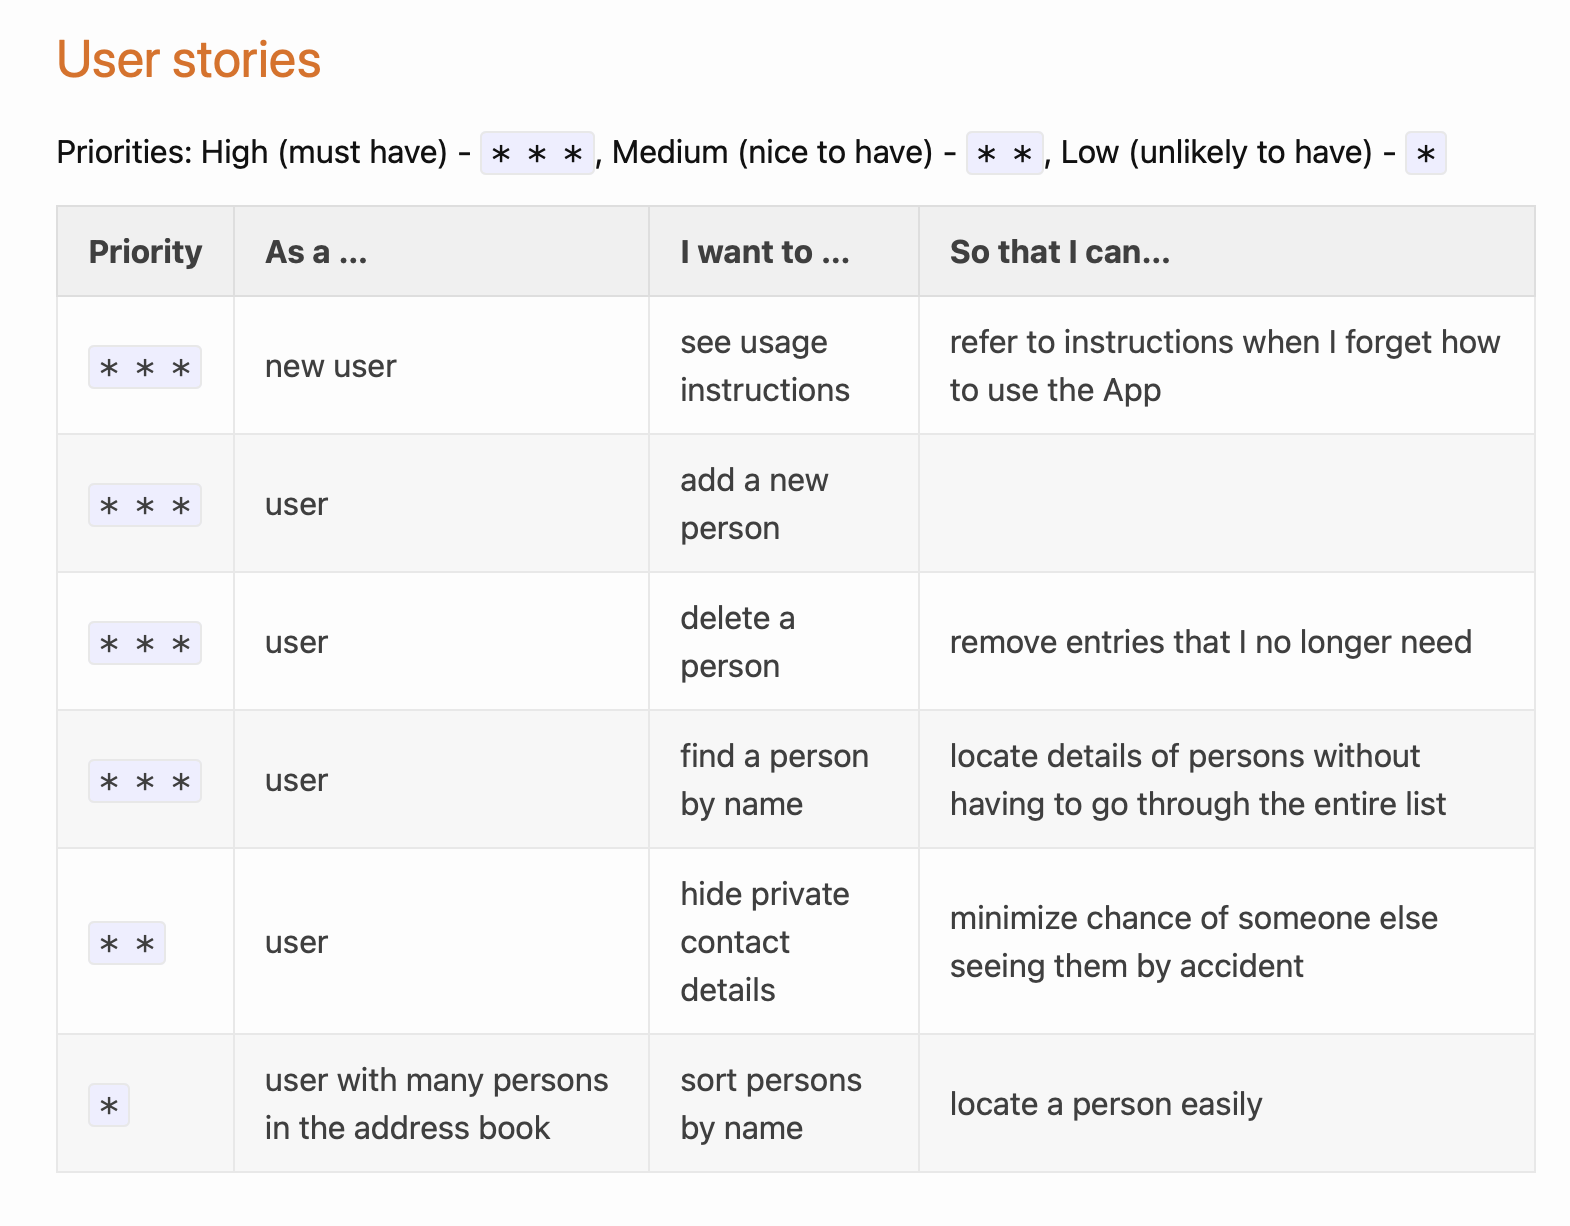 User stories
Priorities: High (must have) - * * *, Medium (nice to have) - * *, Low (unlikely to have) - *
Priority As a ... I want to ... So that I can...
* * * new user see usage instructions refer to instructions when I forget how to use the App
* * * user add a new person
* * * user delete a person remove entries that I no longer need
* * * user find a person by name locate details of persons without having to go through the entire list
* * user hide private contact details minimize chance of someone else seeing them by accident
* user with many persons in the address book sort persons by name locate a person easily